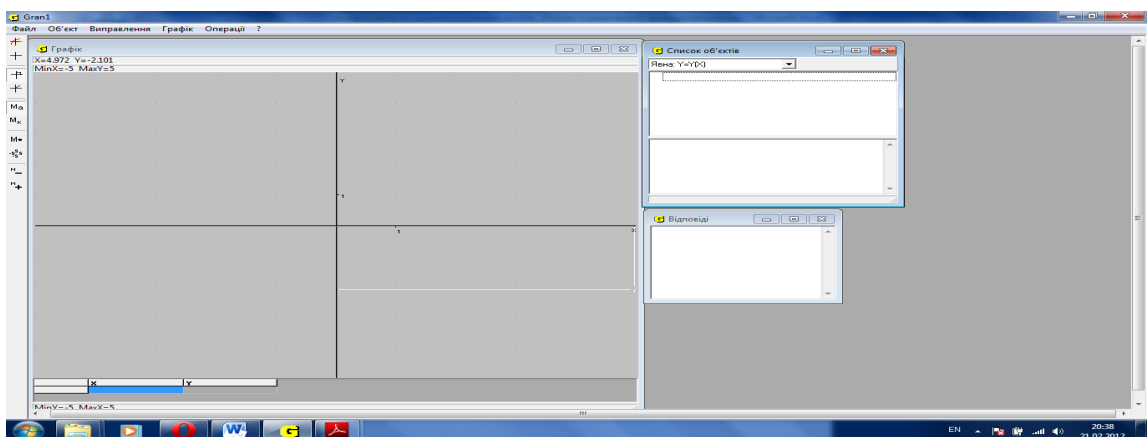 Gran1
Файл Об'єкт Виправлення Графік Операції ?
Графік
X=4.972 Y=-2.101
MinX=-5 MaxY=5
Y
1
1
X
X Y
MinY=-5 MaxX=5
Список об'єктів
Явна: Y=Y(X)
Відповіді
EN
20:38
21.02.2012